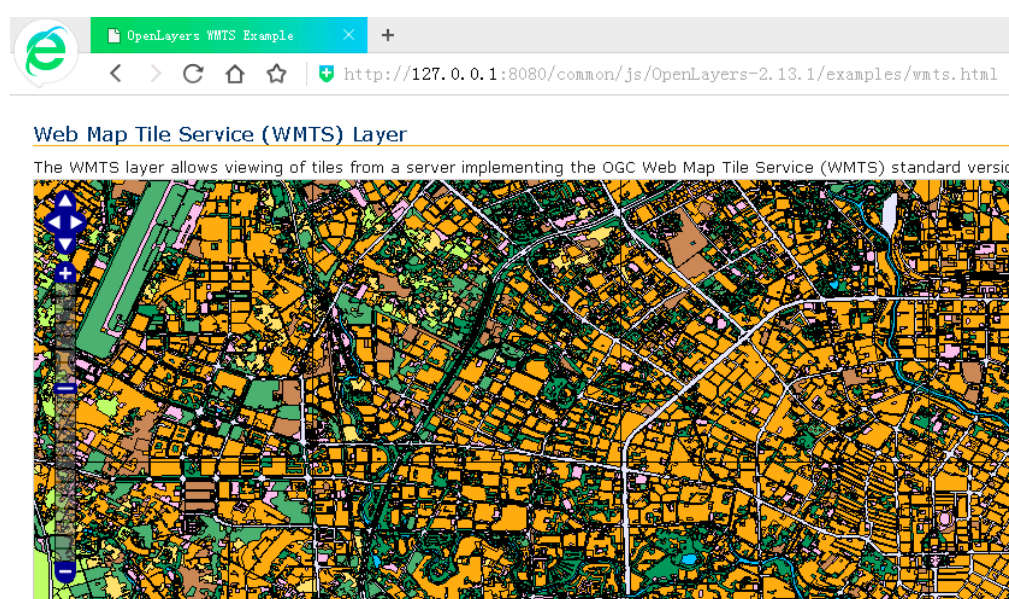 OpenLayers WMTS Example
http://127.0.0.1:8080/common/js/OpenLayers-2.13.1/examples/wmts.html
Web Map Tile Service (WMTS) Layer
The WMTS layer allows viewing of tiles from a server implementing the OGC Web Map Tile Service (WMTS) standard versio